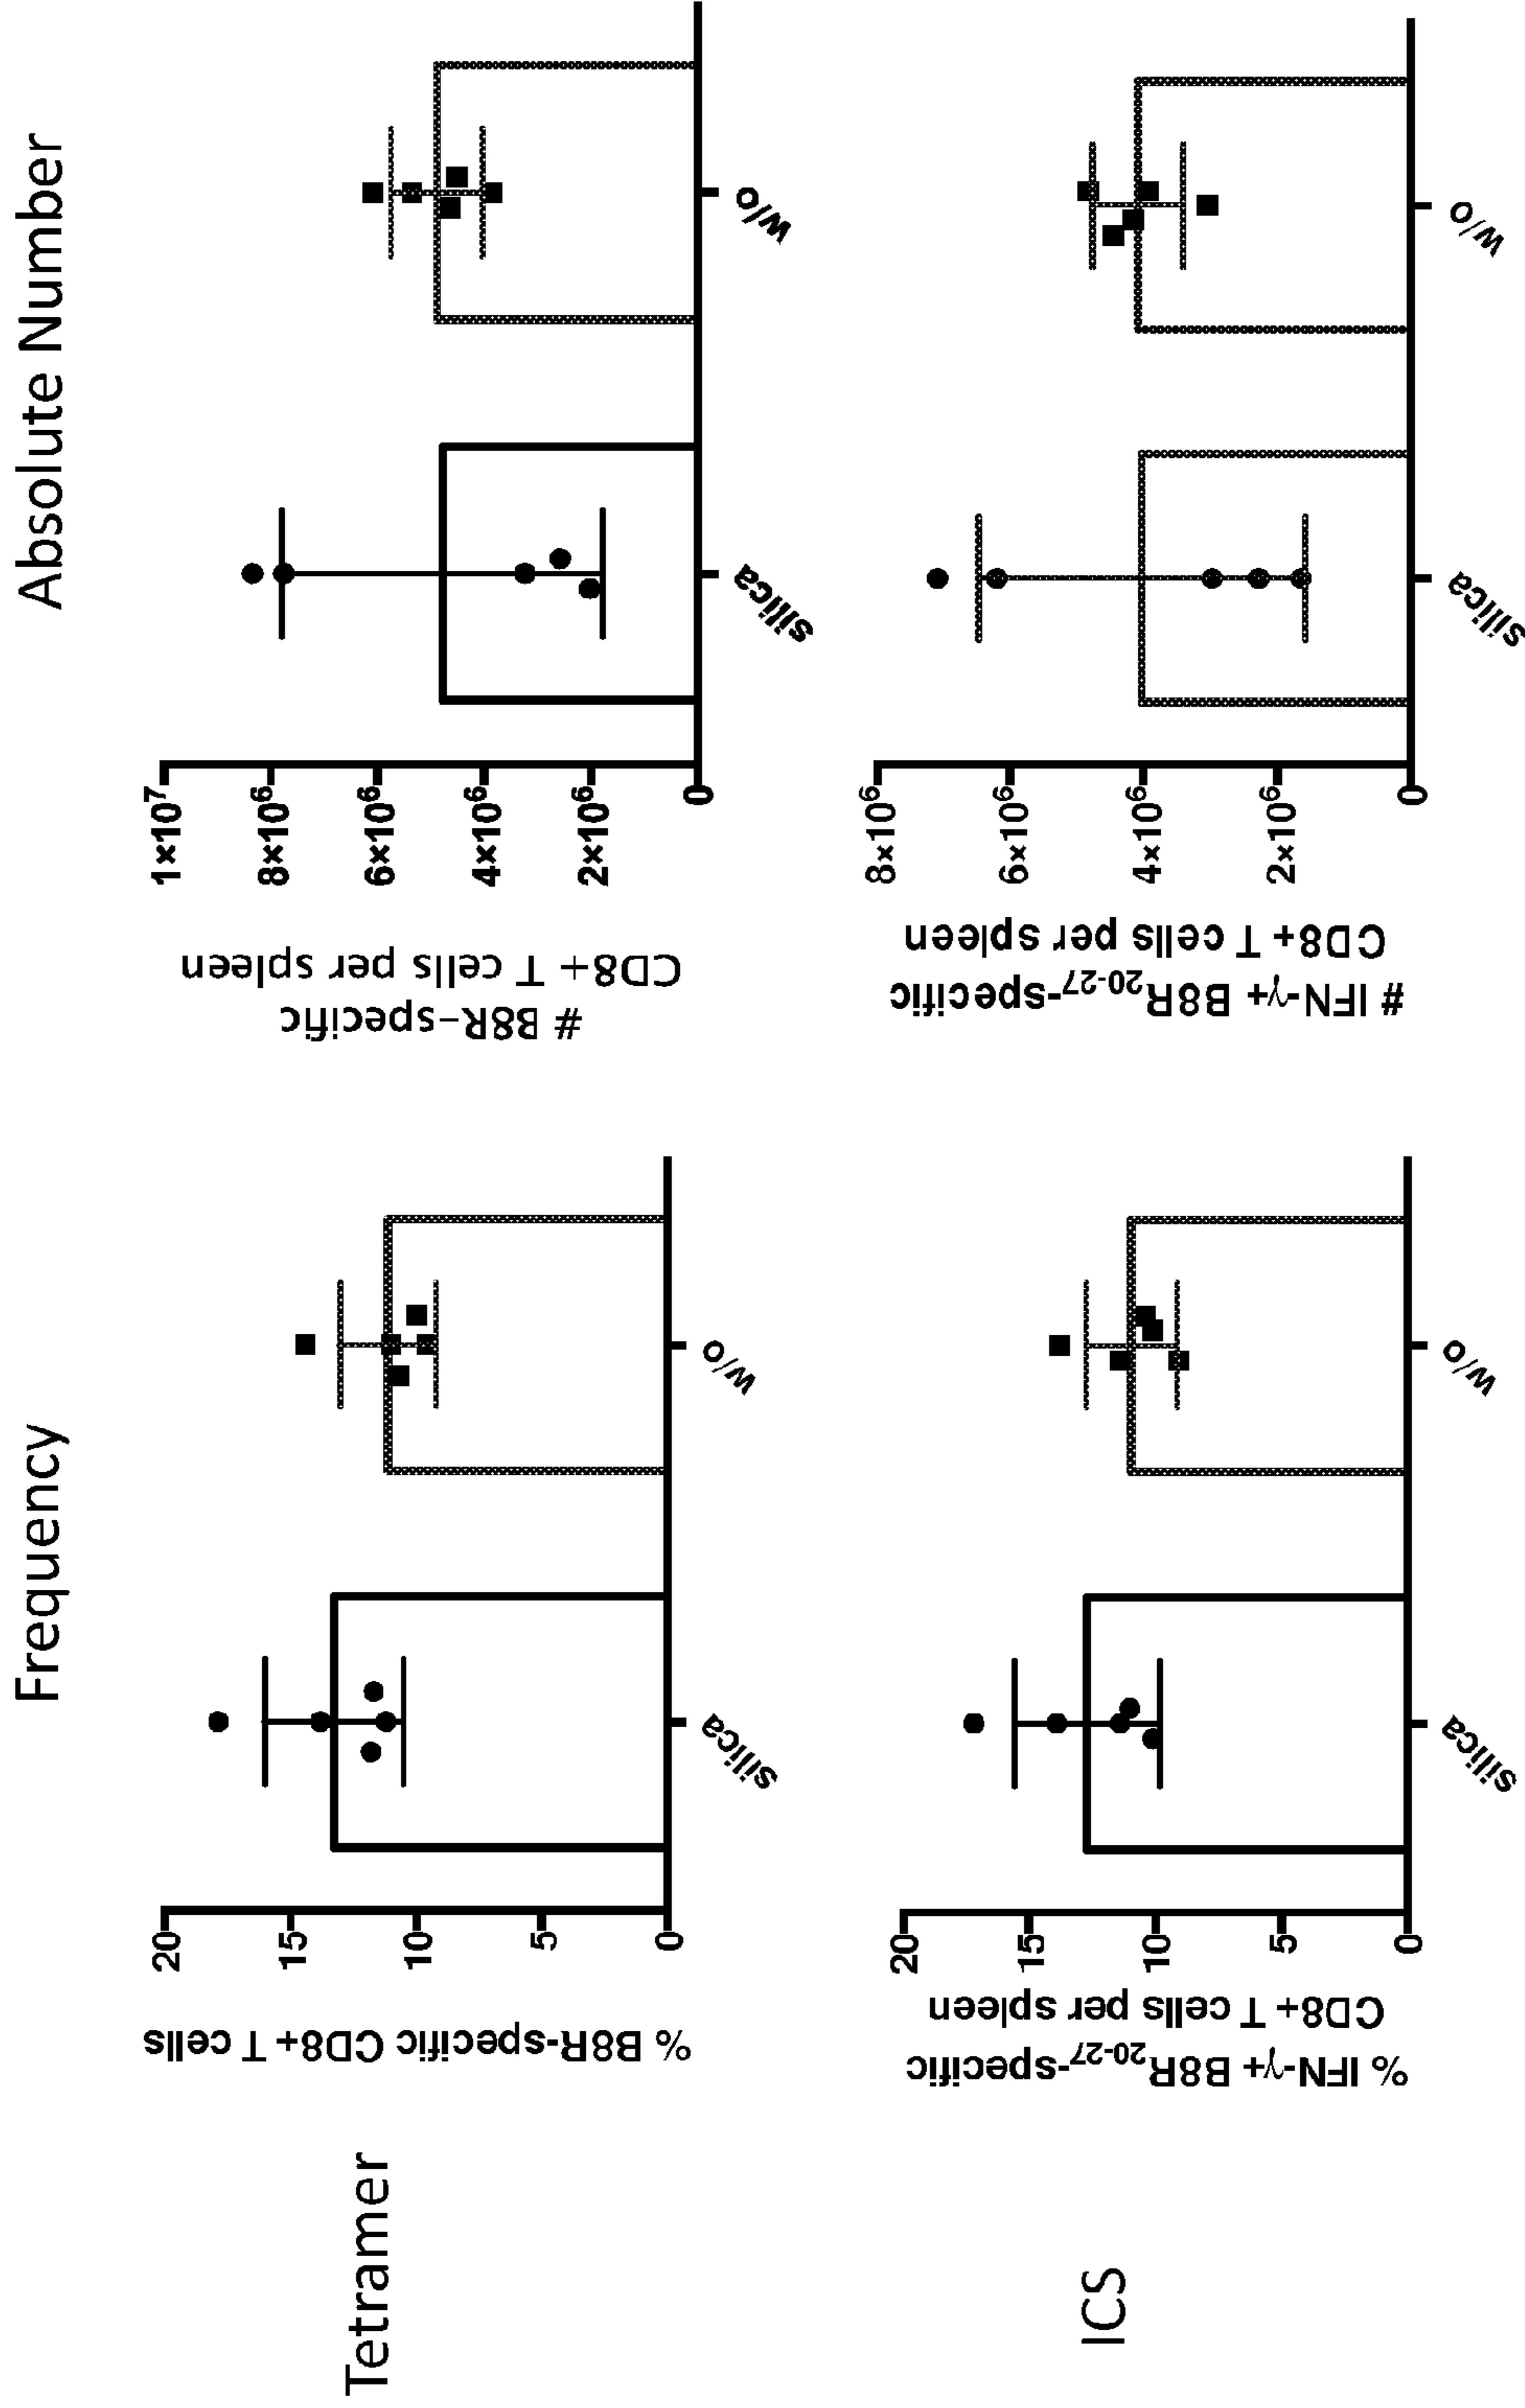 Frequency
Absolute Number
Tetramer
% B8R-specific CD8+ T cells
20
15
10
5
0
silica
w/o
# B8R-specific
CD8+ T cells per spleen
1×10⁷
8×10⁶
6×10⁶
4×10⁶
2×10⁶
0
silica
w/o
ICS
% IFN-γ+ B8R₂₀₋₂₇-specific
CD8+ T cells per spleen
20
15
10
5
0
silica
w/o
# IFN-γ+ B8R₂₀₋₂₇-specific
CD8+ T cells per spleen
8×10⁶
6×10⁶
4×10⁶
2×10⁶
0
silica
w/o